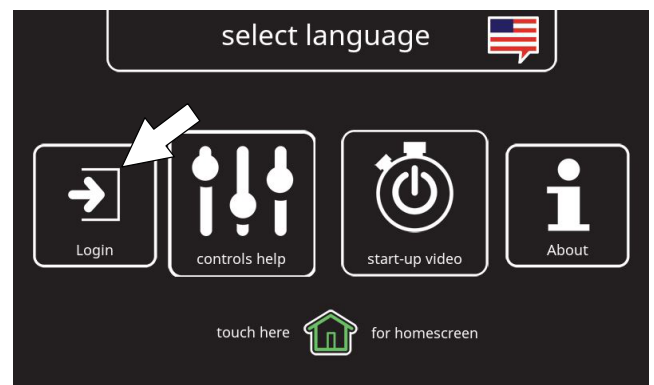 select language
Login
controls help
start-up video
About
touch here for homescreen